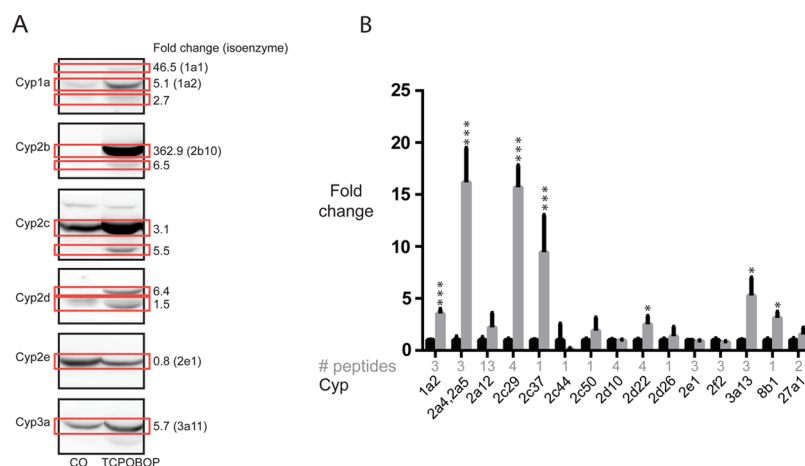 A
Fold change (isoenzyme)
Cyp1a
46.5 (1a1)
5.1 (1a2)
2.7
Cyp2b
362.9 (2b10)
6.5
Cyp2c
3.1
5.5
Cyp2d
6.4
1.5
Cyp2e
0.8 (2e1)
Cyp3a
5.7 (3a11)
CO TCPOBOP
B
Fold
change
25
20
15
10
5
0
*** *** *** *** * * *
# peptides 3 3 13 4 1 1 1 4 4 1 3 3 3 1 2
Cyp 1a2 2a4,2a5 2a12 2c29 2c37 2c44 2c50 2d10 2d22 2d26 2e1 2f2 3a13 8b1 27a1